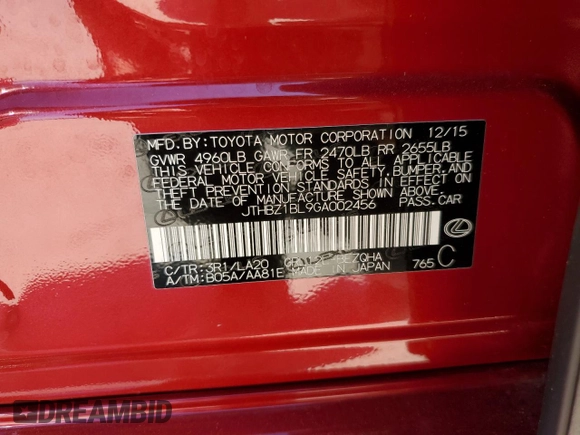 MFD. BY: TOYOTA MOTOR CORPORATION 12/15
GVWR 4960LB GAWR FR 2470LB RR 2655LB
THIS VEHICLE CONFORMS TO ALL APPLICABLE
FEDERAL MOTOR VEHICLE SAFETY, BUMPER, AND
THEFT PREVENTION STANDARDS IN EFFECT ON
THE DATE OF MANUFACTURE SHOWN ABOVE.
JTHBZ1BL9GA002456 PASS.CAR
C/TR: 3R1/LA20
A/TM: B05A/AA81E MADE IN JAPAN 765 C
DREAMBID